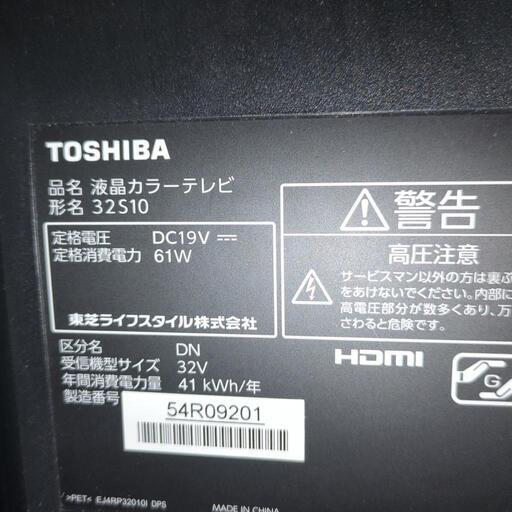 TOSHIBA
品名 液晶カラーテレビ
形名 32S10
定格電圧 DC19V ⎓
定格消費電力 61W
東芝ライフスタイル株式会社
区分名 DN
受信機型サイズ 32V
年間消費電力量 41 kWh/年
製造番号
54R09201
>PET< EJ4RP32010I DPS
MADE IN CHINA
警告
高圧注意
サービスマン以外の方は裏ぶ
をあけないでください。内部に
高電圧部分が数多くあり、万
さわると危険です。
HDMI
G